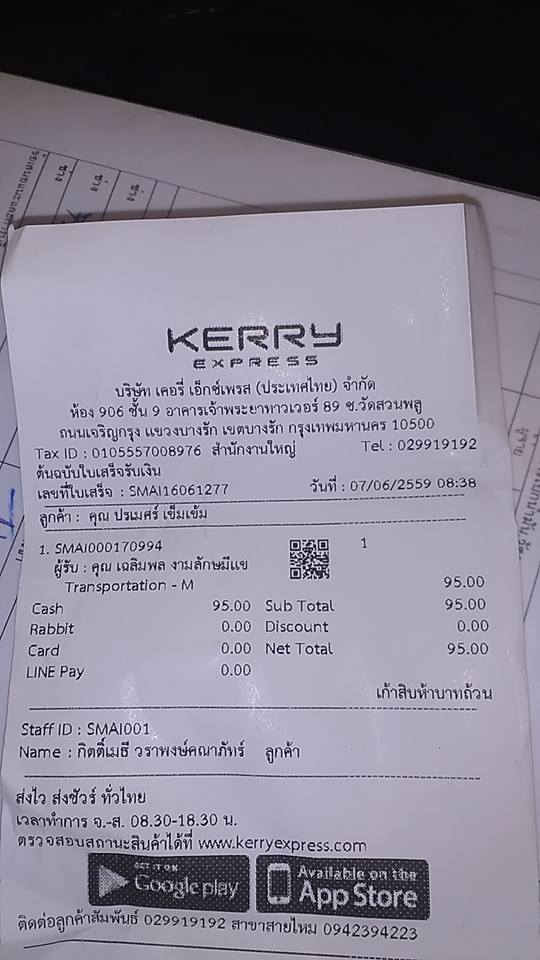 KERRY
EXPRESS
บริษัท เคอรี่ เอ็กซ์เพรส (ประเทศไทย) จำกัด
ห้อง 906 ชั้น 9 อาคารเจ้าพระยาทาวเวอร์ 89 ซ.วัดสวนพลู
ถนนเจริญกรุง แขวงบางรัก เขตบางรัก กรุงเทพมหานคร 10500
Tax ID : 0105557008976 สำนักงานใหญ่ Tel : 029919192
ต้นฉบับใบเสร็จรับเงิน
เลขที่ใบเสร็จ : SMAI16061277 วันที่ : 07/06/2559 08:38
ลูกค้า : คุณ ปรเมศร์ เข็มเข้ม
1. SMAI000170994 1
ผู้รับ : คุณ เฉลิมพล งามลักษมีแข
Transportation - M 95.00
Cash 95.00 Sub Total 95.00
Rabbit 0.00 Discount 0.00
Card 0.00 Net Total 95.00
LINE Pay 0.00
เก้าสิบห้าบาทถ้วน
Staff ID : SMAI001
Name : กิตติ์เมธี วราพงษ์คณาภัทร์ ลูกค้า
ส่งไว ส่งชัวร์ ทั่วไทย
เวลาทำการ จ.-ส. 08.30-18.30 น.
ตรวจสอบสถานะสินค้าได้ที่ www.kerryexpress.com
GET IT ON
Google play
Available on the
App Store
ติดต่อลูกค้าสัมพันธ์ 029919192 สาขาสายไหม 0942394223
ช่าง
ช่าง
ช่าง